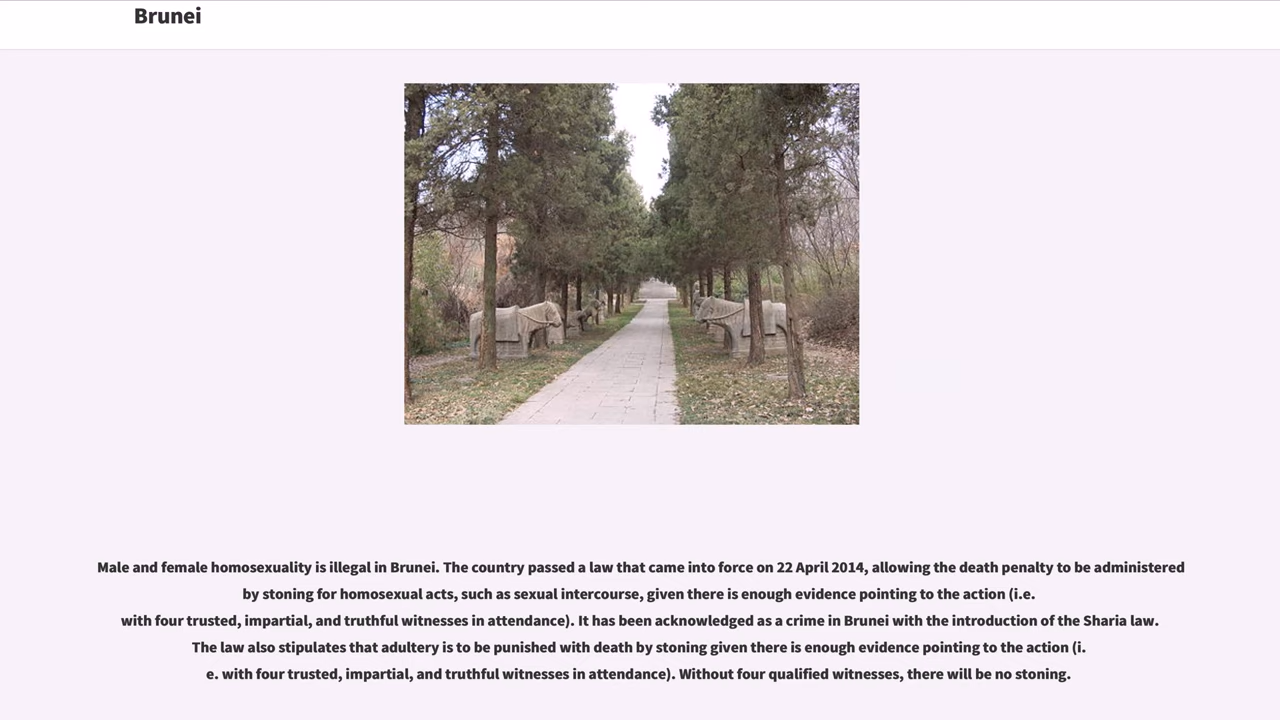 Brunei
Male and female homosexuality is illegal in Brunei. The country passed a law that came into force on 22 April 2014, allowing the death penalty to be administered
by stoning for homosexual acts, such as sexual intercourse, given there is enough evidence pointing to the action (i.e.
with four trusted, impartial, and truthful witnesses in attendance). It has been acknowledged as a crime in Brunei with the introduction of the Sharia law.
The law also stipulates that adultery is to be punished with death by stoning given there is enough evidence pointing to the action (i.
e. with four trusted, impartial, and truthful witnesses in attendance). Without four qualified witnesses, there will be no stoning.